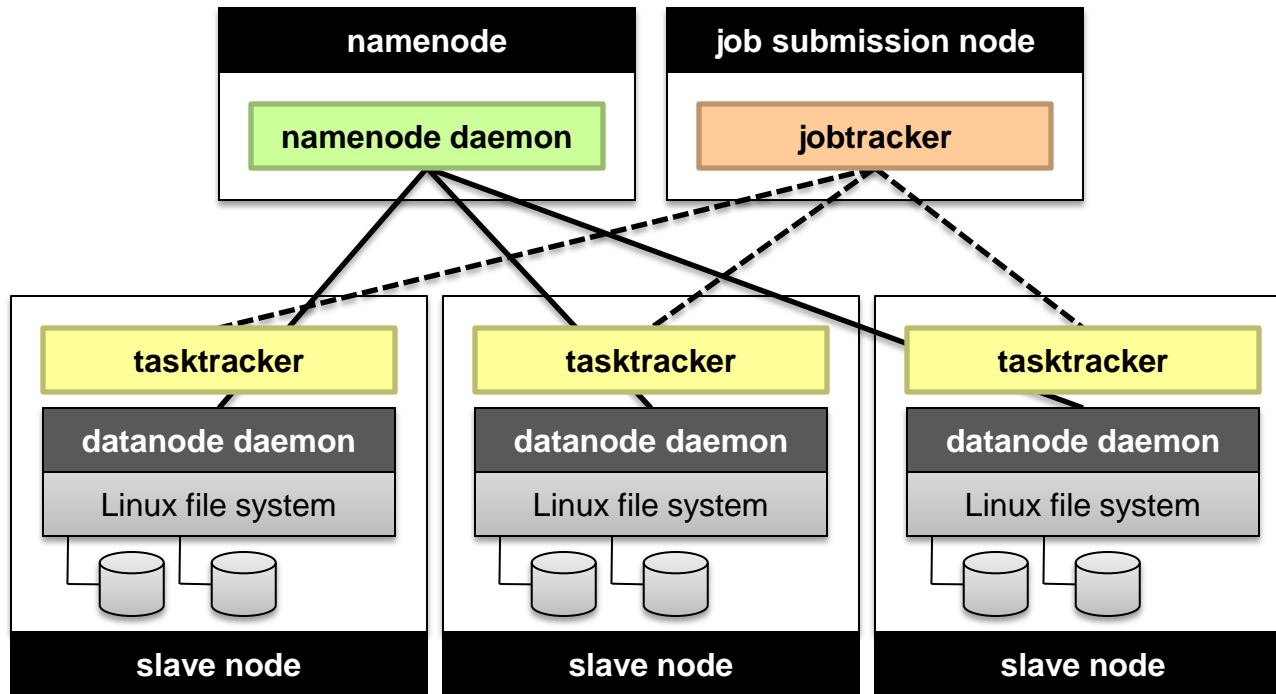 namenode
job submission node
namenode daemon
jobtracker
tasktracker
tasktracker
tasktracker
datanode daemon
datanode daemon
datanode daemon
Linux file system
Linux file system
Linux file system
slave node
slave node
slave node